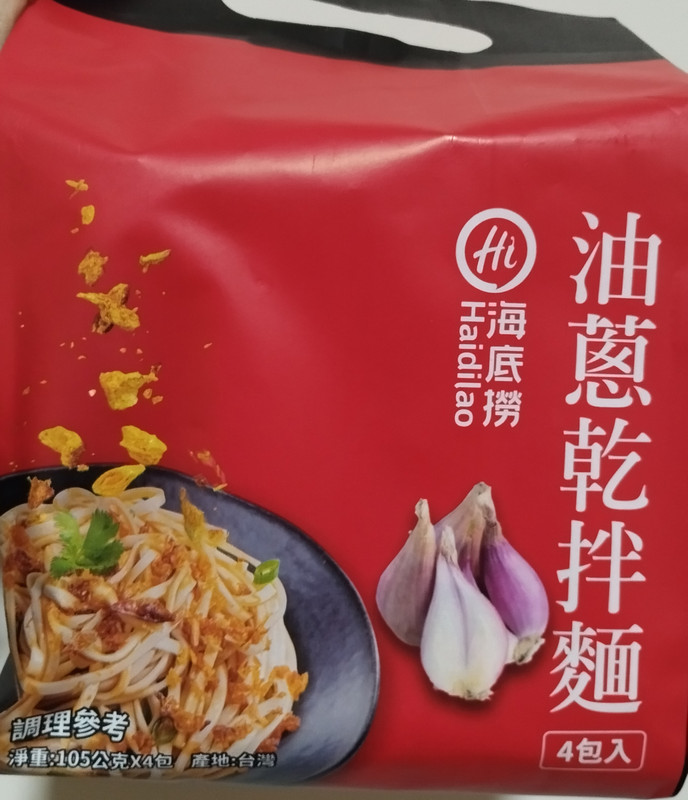 油蔥乾拌麵
Hi
海底撈
Haidilao
4包入
調理參考
淨重:105公克X4包 產地:台灣